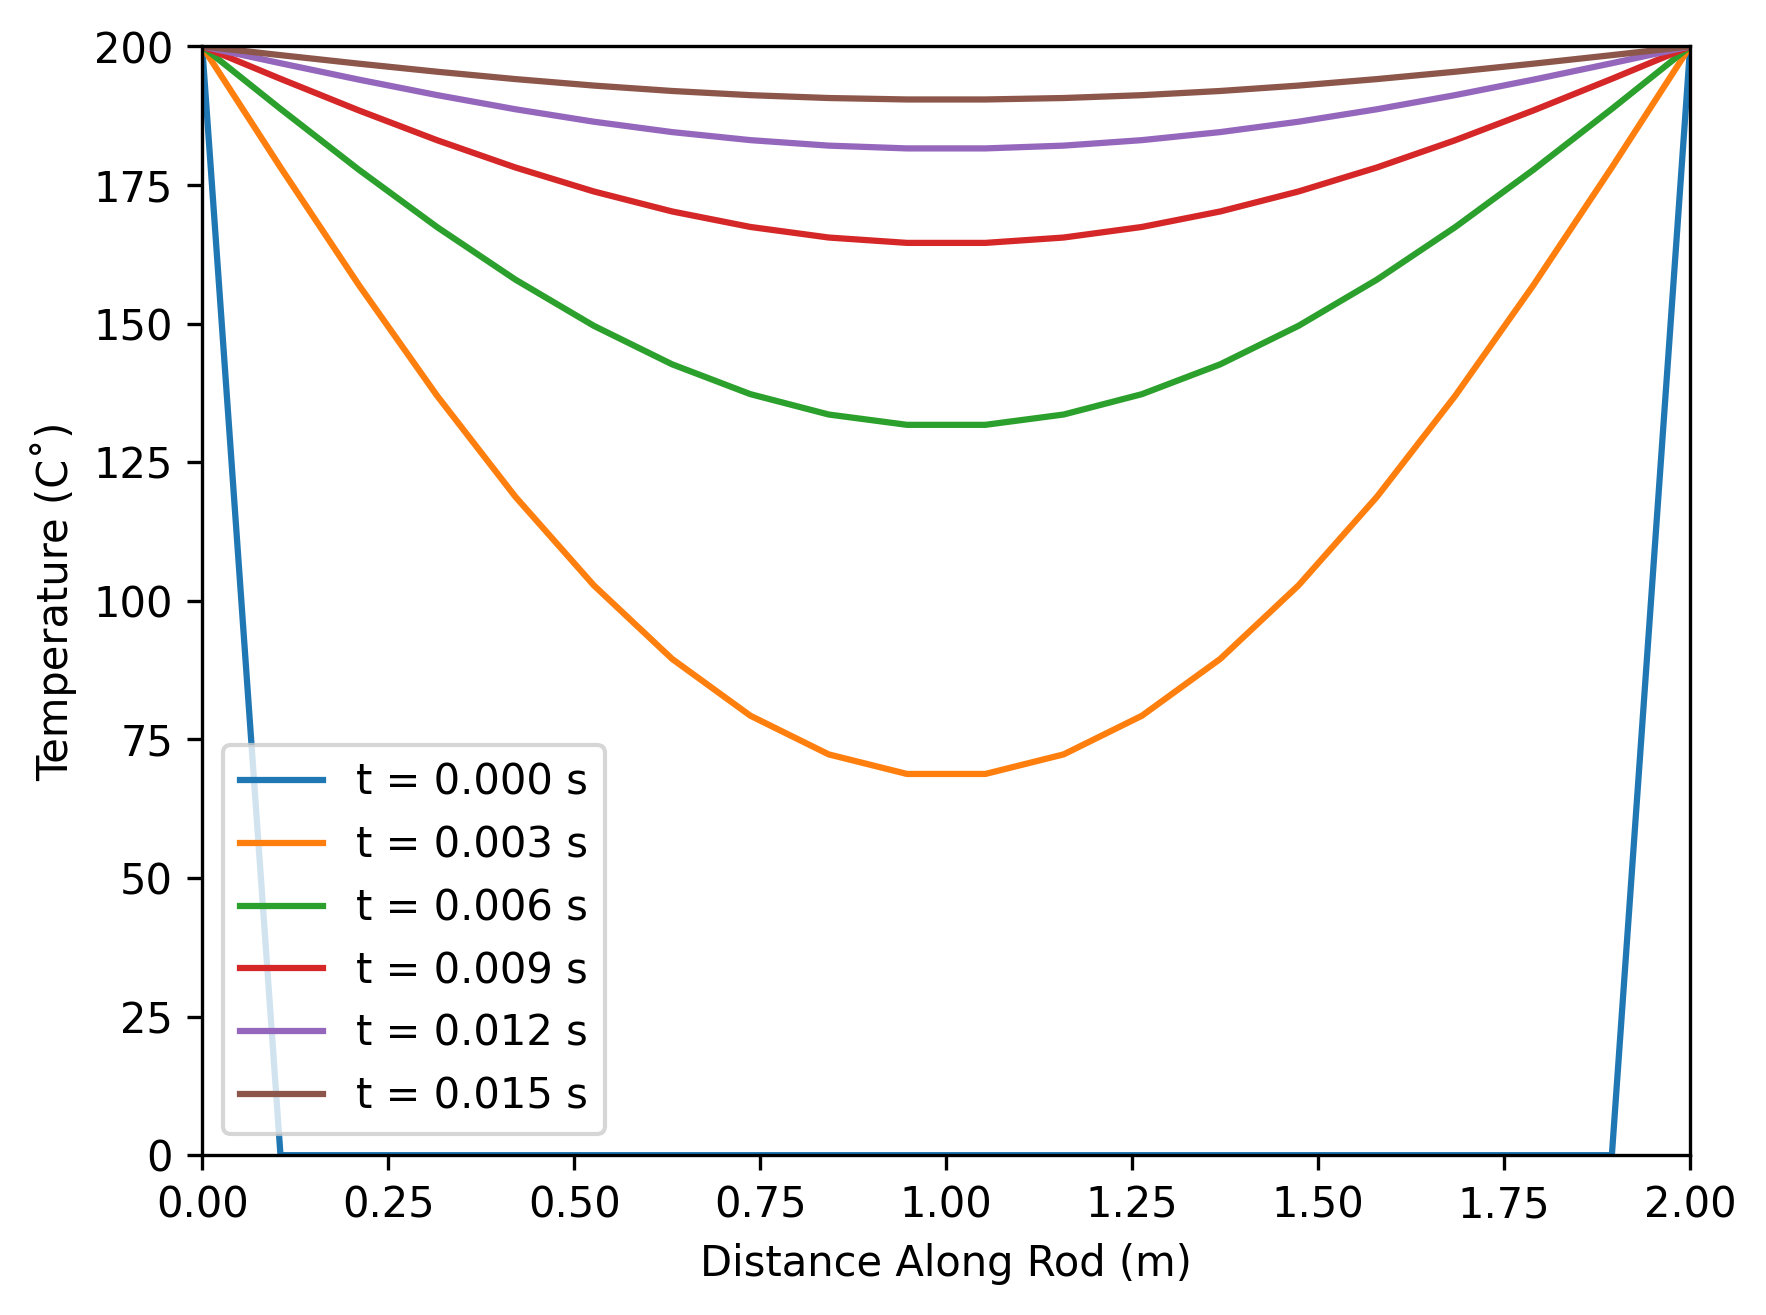 200
175
150
125
100
75
50
25
0
Temperature (C˚)
t = 0.000 s
t = 0.003 s
t = 0.006 s
t = 0.009 s
t = 0.012 s
t = 0.015 s
0.00 0.25 0.50 0.75 1.00 1.25 1.50 1.75 2.00
Distance Along Rod (m)